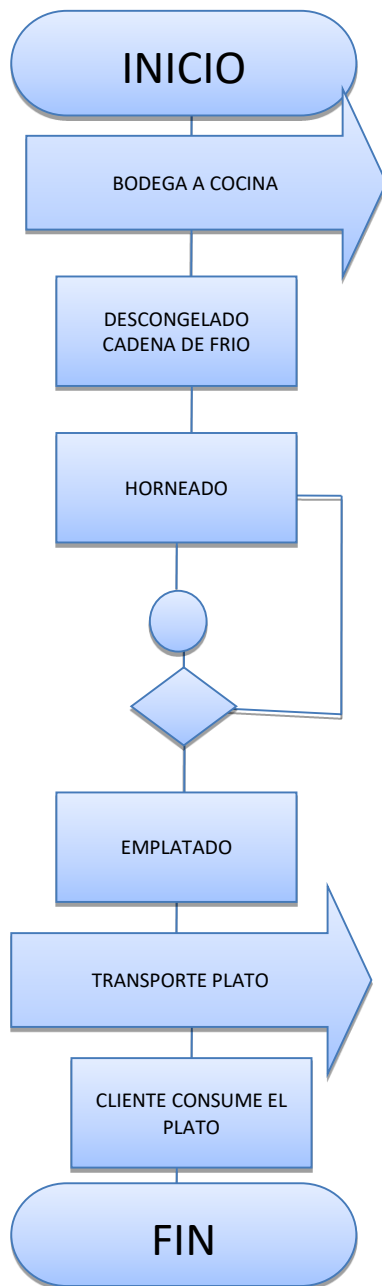 INICIO
BODEGA A COCINA
DESCONGELADO
CADENA DE FRIO
HORNEADO
EMPLATADO
TRANSPORTE PLATO
CLIENTE CONSUME EL
PLATO
FIN